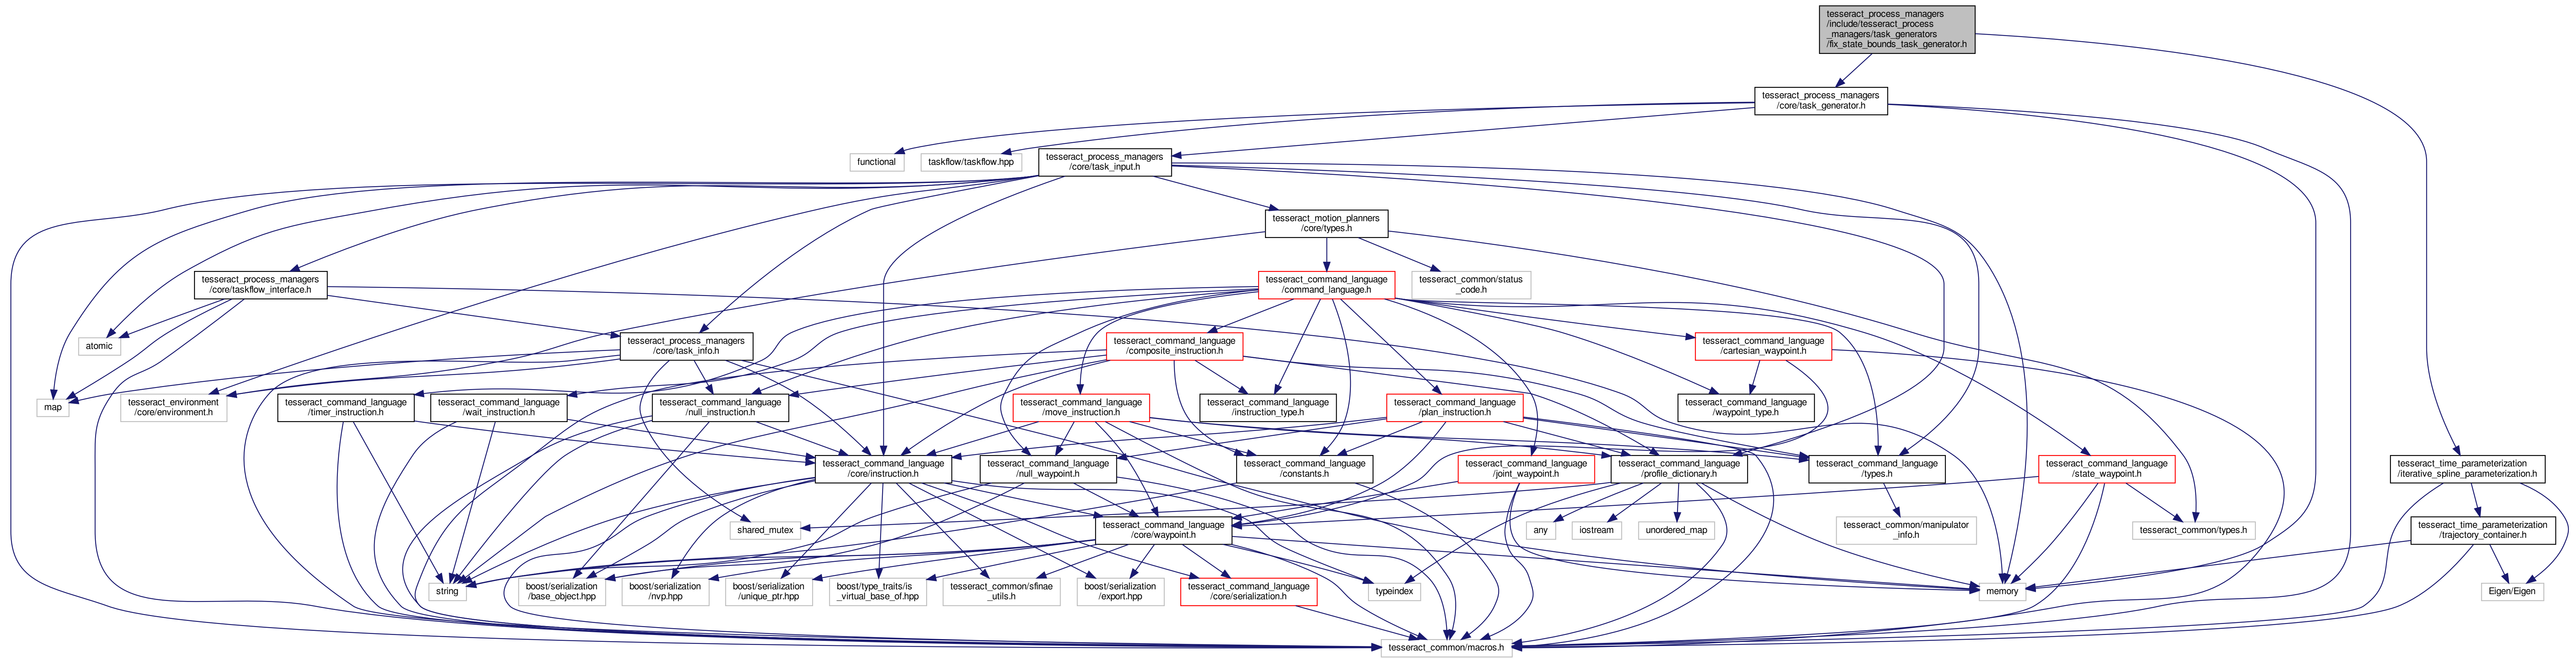 tesseract_process_managers
/include/tesseract_process
_managers/task_generators
/fix_state_bounds_task_generator.h
tesseract_process_managers
/core/task_generator.h
functional
taskflow/taskflow.hpp
tesseract_process_managers
/core/task_input.h
tesseract_motion_planners
/core/types.h
tesseract_process_managers
/core/taskflow_interface.h
tesseract_command_language
/command_language.h
tesseract_common/status
_code.h
atomic
tesseract_process_managers
/core/task_info.h
tesseract_command_language
/composite_instruction.h
tesseract_command_language
/cartesian_waypoint.h
map
tesseract_environment
/core/environment.h
tesseract_command_language
/timer_instruction.h
tesseract_command_language
/wait_instruction.h
tesseract_command_language
/null_instruction.h
tesseract_command_language
/move_instruction.h
tesseract_command_language
/instruction_type.h
tesseract_command_language
/plan_instruction.h
tesseract_command_language
/waypoint_type.h
tesseract_command_language
/core/instruction.h
tesseract_command_language
/null_waypoint.h
tesseract_command_language
/constants.h
tesseract_command_language
/joint_waypoint.h
tesseract_command_language
/profile_dictionary.h
tesseract_command_language
/types.h
tesseract_command_language
/state_waypoint.h
tesseract_time_parameterization
/iterative_spline_parameterization.h
shared_mutex
tesseract_command_language
/core/waypoint.h
any
iostream
unordered_map
tesseract_common/manipulator
_info.h
tesseract_common/types.h
tesseract_time_parameterization
/trajectory_container.h
string
boost/serialization
/base_object.hpp
boost/serialization
/nvp.hpp
boost/serialization
/unique_ptr.hpp
boost/type_traits/is
_virtual_base_of.hpp
tesseract_common/sfinae
_utils.h
boost/serialization
/export.hpp
tesseract_command_language
/core/serialization.h
typeindex
memory
Eigen/Eigen
tesseract_common/macros.h